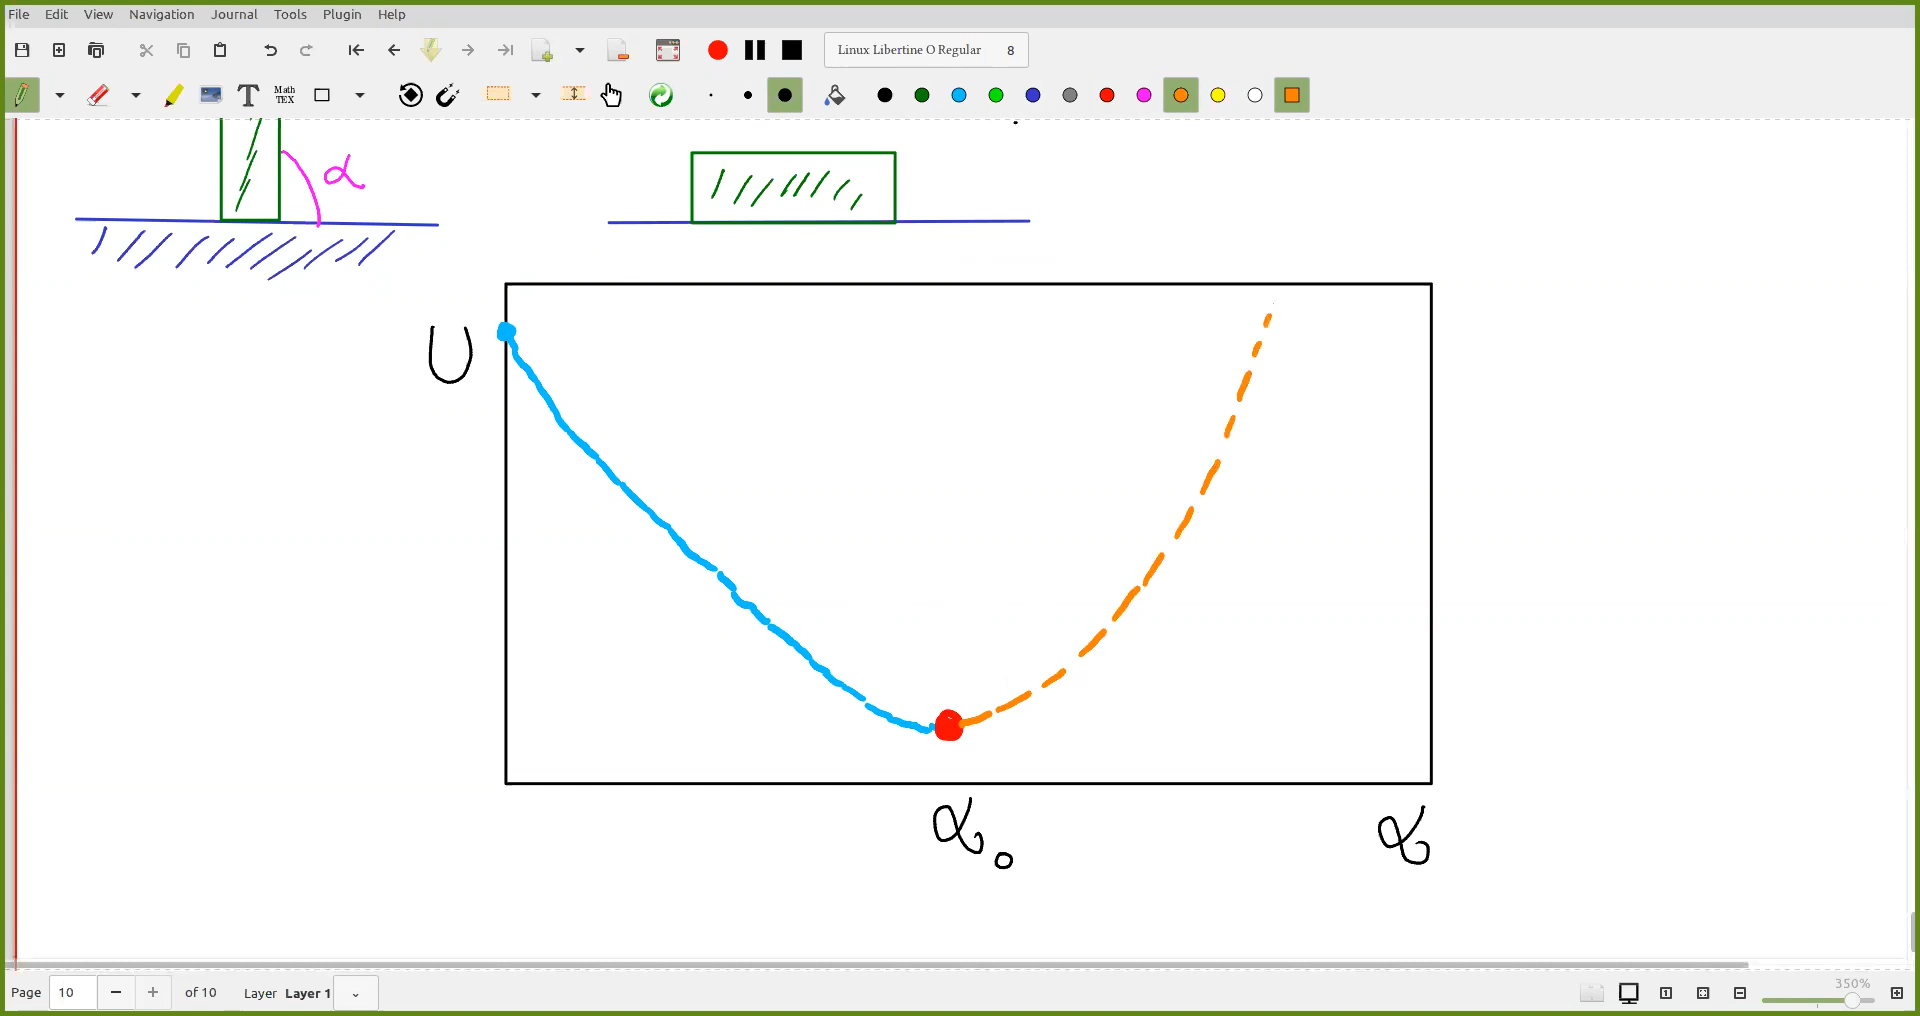 File Edit View Navigation Journal Tools Plugin Help
Linux Libertine O Regular 8
T Math TEX
α
U
α₀
α
Page 10 of 10 Layer Layer 1 350%